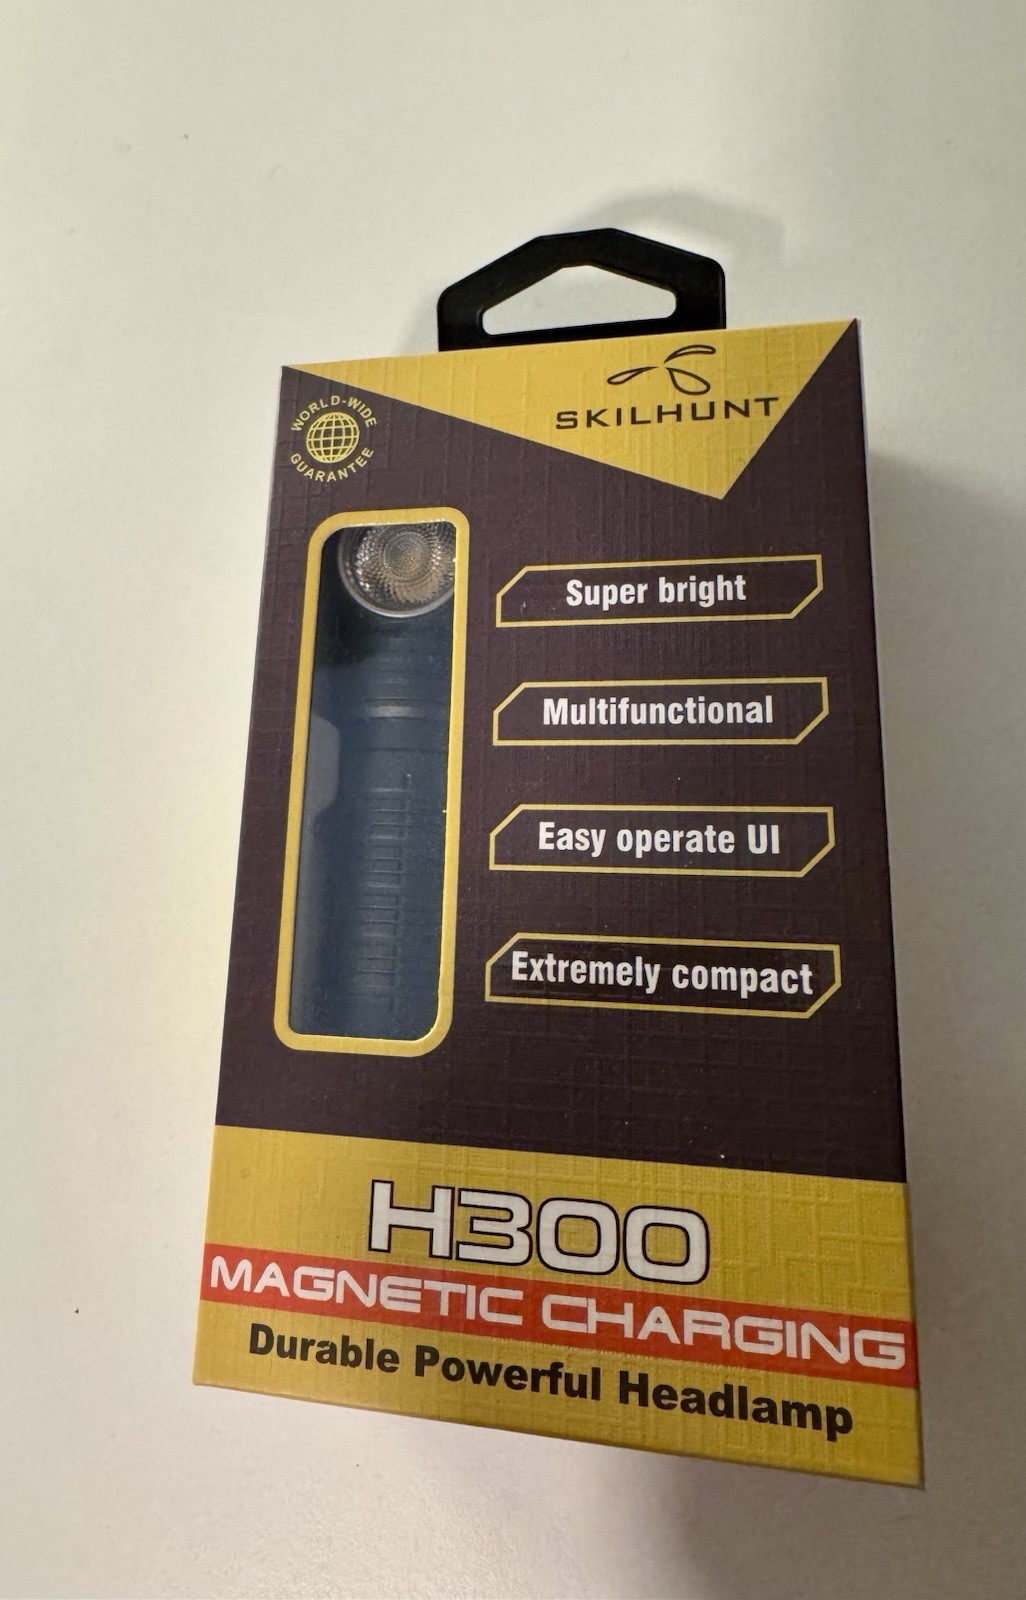 SKILHUNT
WORLD-WIDE
GUARANTEE
Super bright
Multifunctional
Easy operate UI
Extremely compact
H300
MAGNETIC CHARGING
Durable Powerful Headlamp